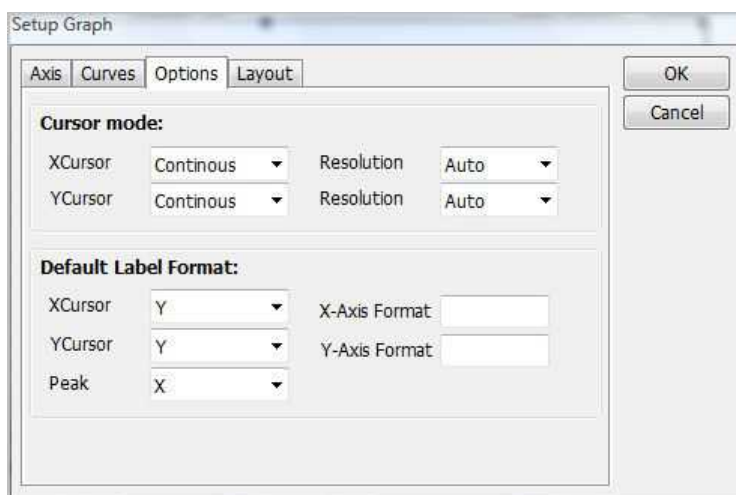 Setup Graph
Axis Curves Options Layout
OK
Cancel
Cursor mode:
XCursor Continous Resolution Auto
YCursor Continous Resolution Auto
Default Label Format:
XCursor Y X-Axis Format
YCursor Y Y-Axis Format
Peak X